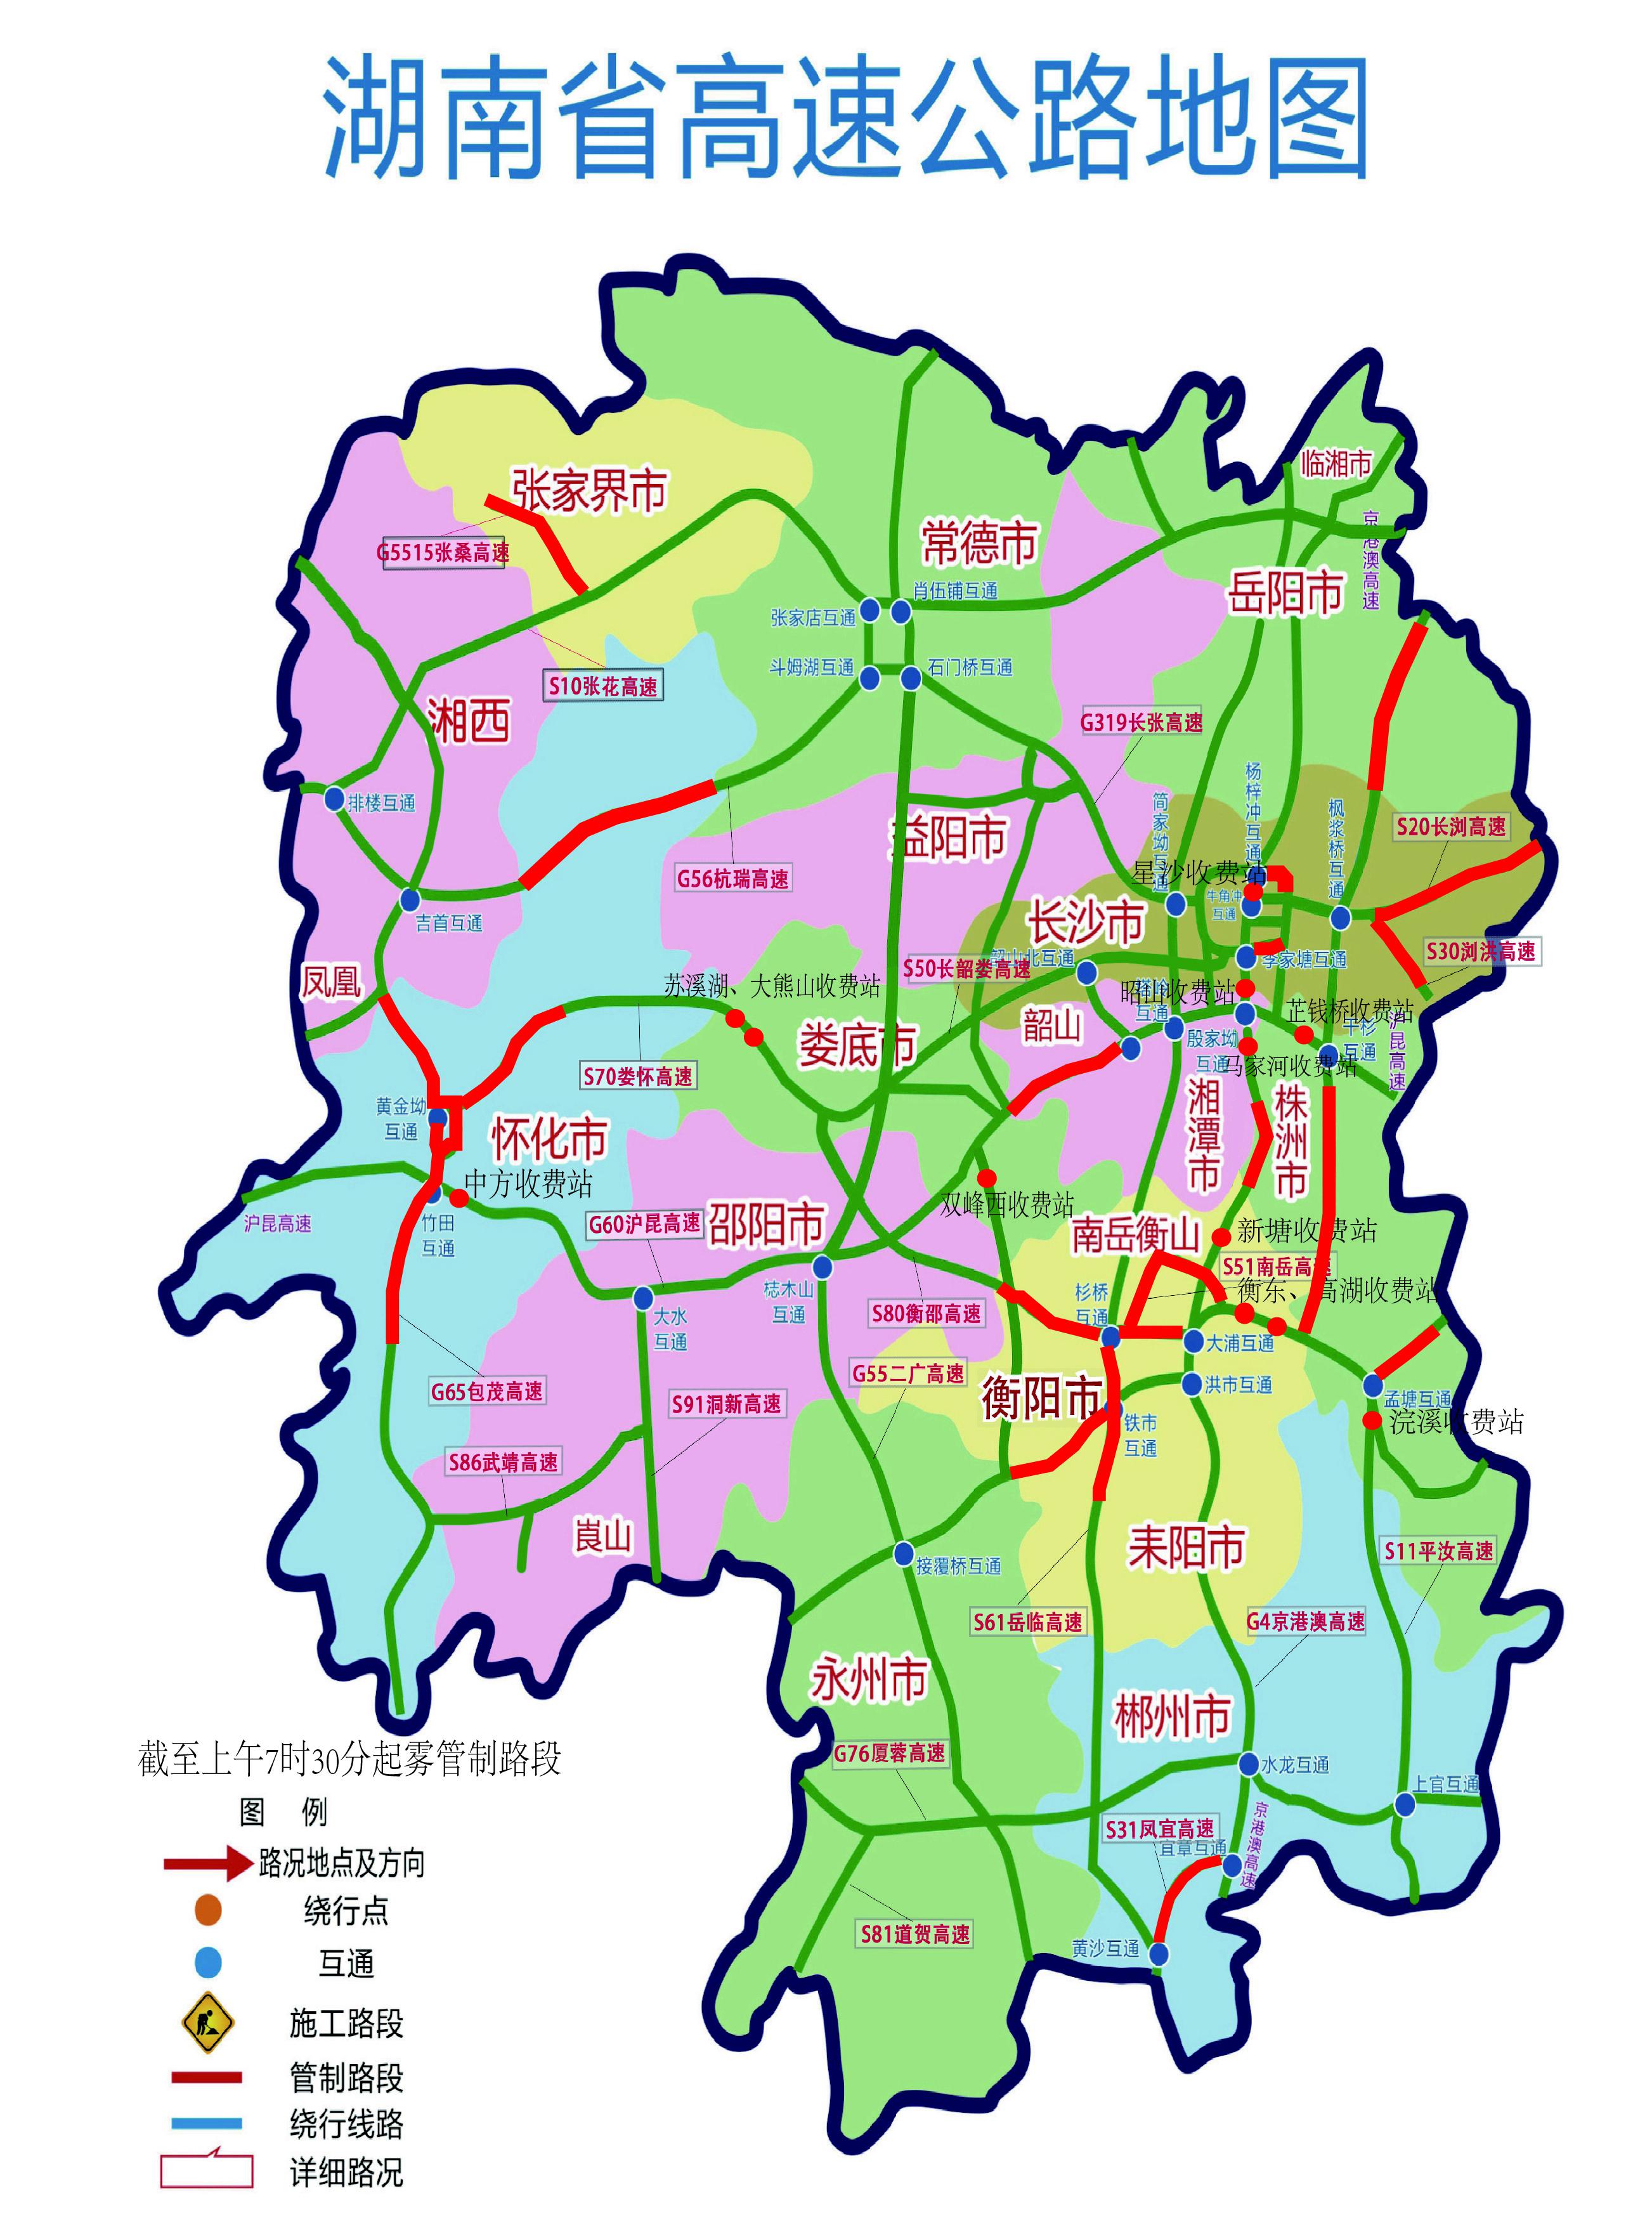 湖南省高速公路地图
临湘市
张家界市
京港澳高速
常德市
G5515张桑高速
岳阳市
肖伍铺互通
张家店互通
斗姆湖互通
石门桥互通
S10张花高速
湘西
G319长张高速
杨梓冲互通
简家坳互通
枫浆桥互通
排楼互通
S20长浏高速
益阳市
G56杭瑞高速
星沙收费站
牛角冲
互通
吉首互通
长沙市
S30浏洪高速
韶山北互通
李家塘互通
S50长韶娄高速
凤凰
苏溪湖、大熊山收费站
昭山收费站
互通
芷钱桥收费站
韶山
干杉
互通
沪昆高速
娄底市
殷家坳
互通
马家河收费站
S70娄怀高速
黄金坳
互通
湘潭市
株洲市
怀化市
中方收费站
双峰西收费站
沪昆高速
竹田
互通
G60沪昆高速
邵阳市
南岳衡山
新塘收费站
S51南岳高速
衡东、高湖收费站
大水
互通
梽木山
互通
S80衡邵高速
杉桥
互通
大浦互通
G65包茂高速
G55二广高速
洪市互通
孟塘互通
S91洞新高速
衡阳市
铁市
互通
浣溪收费站
S86武靖高速
崀山
耒阳市
S11平汝高速
接覆桥互通
S61岳临高速
G4京港澳高速
永州市
郴州市
截至上午7时30分起雾管制路段
G76厦蓉高速
水龙互通
上官互通
图 例
S31凤宜高速
宜章互通
京港澳高速
路况地点及方向
绕行点
S81道贺高速
黄沙互通
互通
施工路段
管制路段
绕行线路
详细路况